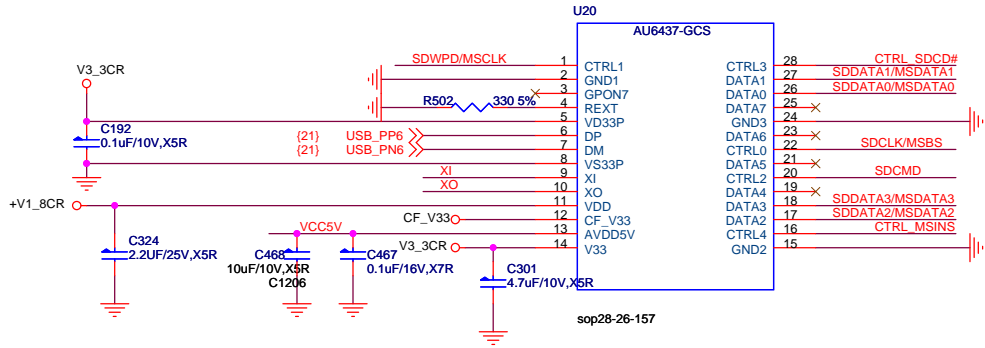 U20
AU6437-GCS
SDWPD/MSCLK 1 CTRL1 CTRL3 28 CTRL_SDCD#
2 GND1 DATA1 27 SDDATA1/MSDATA1
V3_3CR 3 GPON7 DATA0 26 SDDATA0/MSDATA0
R502 330 5% 4 REXT DATA7 25
5 VD33P GND3 24
C192
0.1uF/10V,X5R
{21} USB_PP6 6 DP DATA6 23
{21} USB_PN6 7 DM CTRL0 22 SDCLK/MSBS
8 VS33P DATA5 21
XI 9 XI CTRL2 20 SDCMD
XO 10 XO DATA4 19
+V1_8CR 11 VDD DATA3 18 SDDATA3/MSDATA3
CF_V33 12 CF_V33 DATA2 17 SDDATA2/MSDATA2
VCC5V 13 AVDD5V CTRL4 16 CTRL_MSINS
V3_3CR 14 V33 GND2 15
C324
2.2UF/25V,X5R
C468
10uF/10V,X5R
C1206
C467
0.1uF/16V,X7R
C301
4.7uF/10V,X5R
sop28-26-157